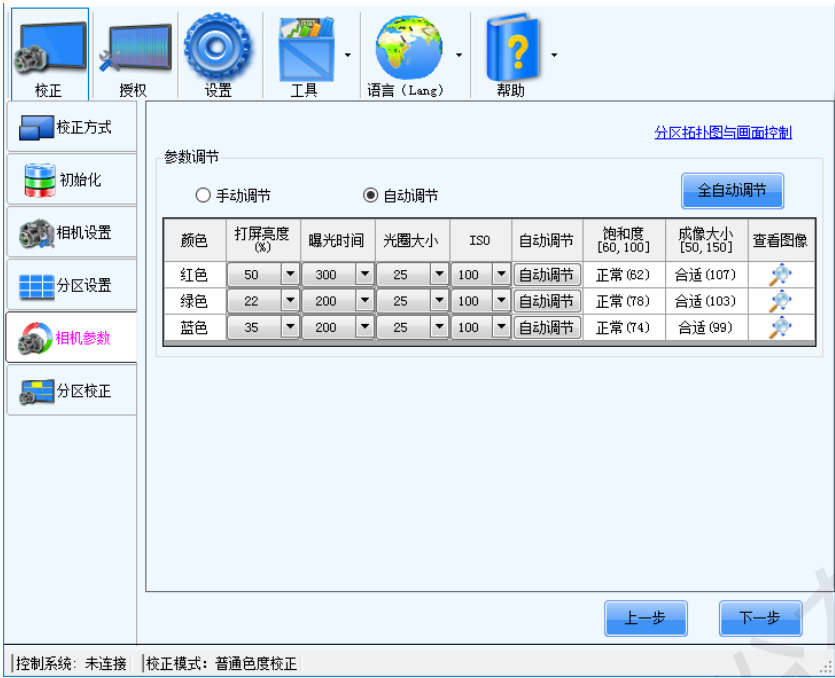 校正 授权 设置 工具 语言 (Lang) 帮助
校正方式
初始化
相机设置
分区设置
相机参数
分区校正
分区拓扑图与画面控制
参数调节
手动调节 自动调节 全自动调节
颜色 打屏亮度(%) 曝光时间 光圈大小 ISO 自动调节 饱和度[60,100] 成像大小[50,150] 查看图像
红色 50 300 25 100 自动调节 正常(62) 合适(107)
绿色 22 200 25 100 自动调节 正常(78) 合适(103)
蓝色 35 200 25 100 自动调节 正常(74) 合适(99)
上一步 下一步
控制系统: 未连接 校正模式: 普通色度校正